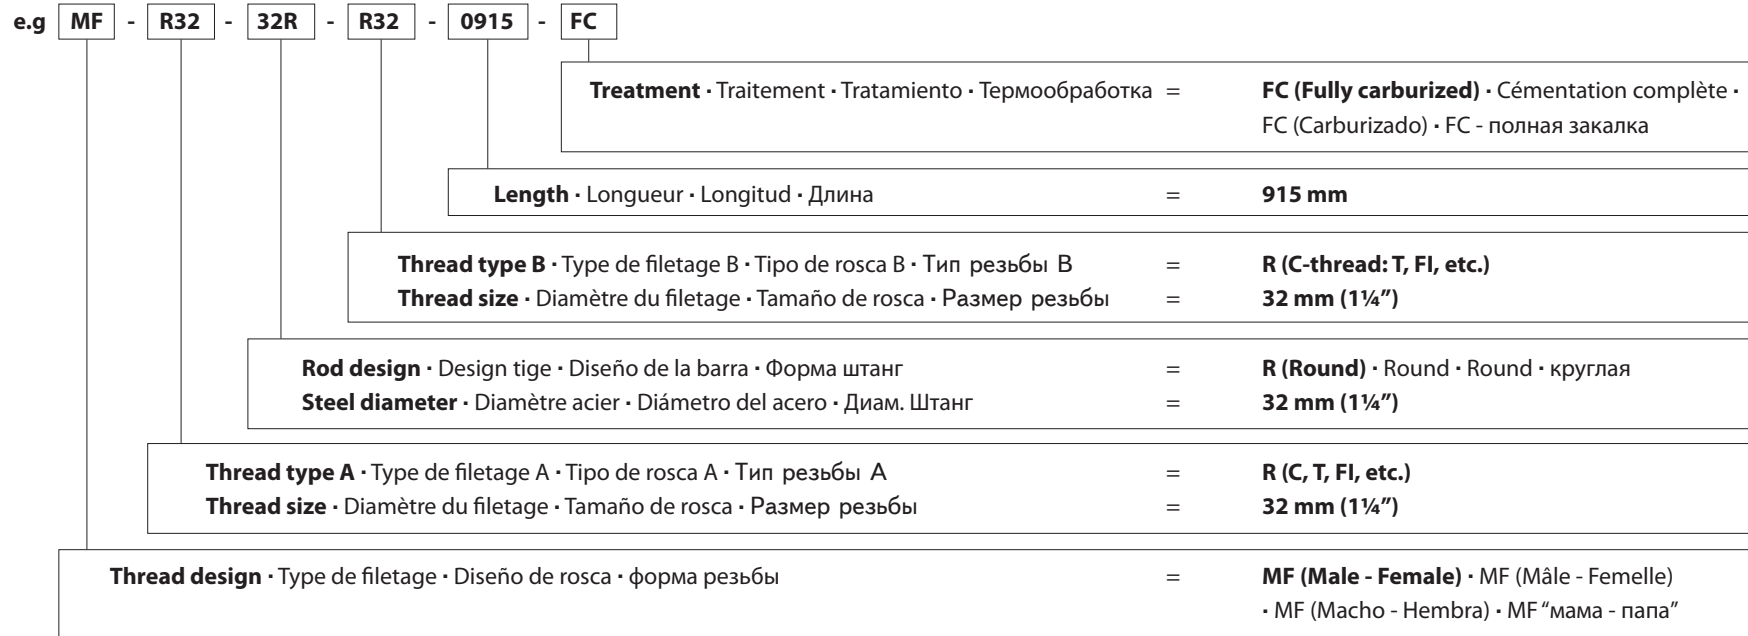 e.g MF - R32 - 32R - R32 - 0915 - FC
Treatment · Traitement · Tratamiento · Термообработка = FC (Fully carburized) · Cémentation complète ·
FC (Carburizado) · FC - полная закалка
Length · Longueur · Longitud · Длина = 915 mm
Thread type B · Type de filetage B · Tipo de rosca B · Тип резьбы B = R (C-thread: T, FI, etc.)
Thread size · Diamètre du filetage · Tamaño de rosca · Размер резьбы = 32 mm (1¼”)
Rod design · Design tige · Diseño de la barra · Форма штанг = R (Round) · Round · Round · круглая
Steel diameter · Diamètre acier · Diámetro del acero · Диам. Штанг = 32 mm (1¼”)
Thread type A · Type de filetage A · Tipo de rosca A · Тип резьбы A = R (C, T, FI, etc.)
Thread size · Diamètre du filetage · Tamaño de rosca · Размер резьбы = 32 mm (1¼”)
Thread design · Type de filetage · Diseño de rosca · форма резьбы = MF (Male - Female) · MF (Mâle - Femelle)
· MF (Macho - Hembra) · MF “мама - папа”